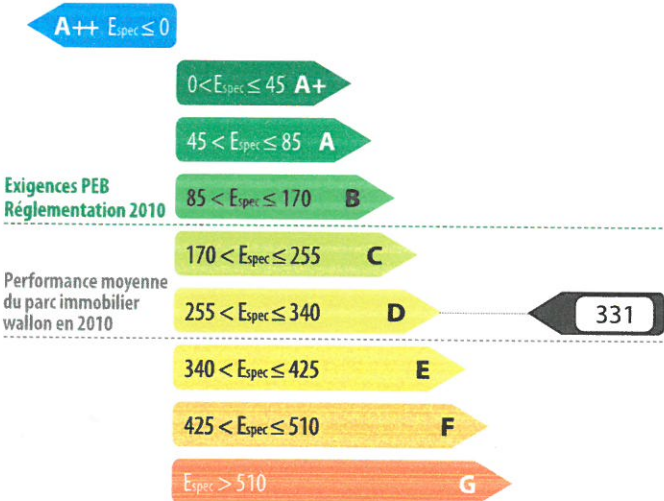 A++ Espec ≤ 0
0 < Espec ≤ 45 A+
45 < Espec ≤ 85 A
Exigences PEB
Réglementation 2010
85 < Espec ≤ 170 B
170 < Espec ≤ 255 C
Performance moyenne
du parc immobilier
wallon en 2010
255 < Espec ≤ 340 D
331
340 < Espec ≤ 425 E
425 < Espec ≤ 510 F
Espec > 510 G